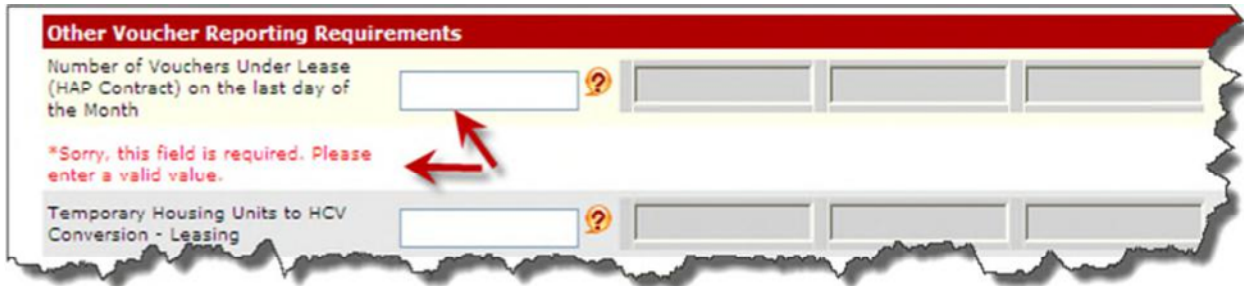 Other Voucher Reporting Requirements
Number of Vouchers Under Lease
(HAP Contract) on the last day of
the Month
*Sorry, this field is required. Please
enter a valid value.
Temporary Housing Units to HCV
Conversion - Leasing